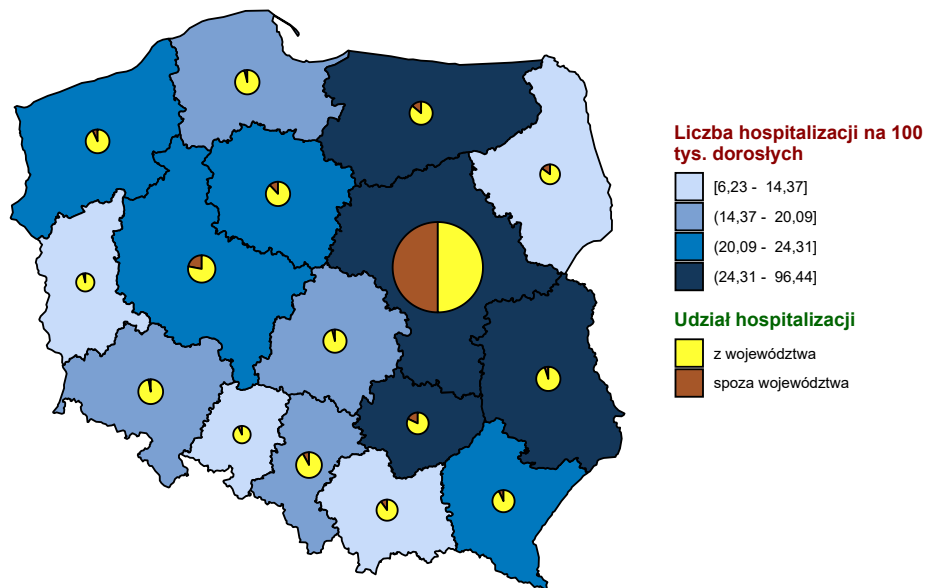 Liczba hospitalizacji na 100
tys. dorosłych
[6,23 - 14,37]
(14,37 - 20,09]
(20,09 - 24,31]
(24,31 - 96,44]
Udział hospitalizacji
z województwa
spoza województwa